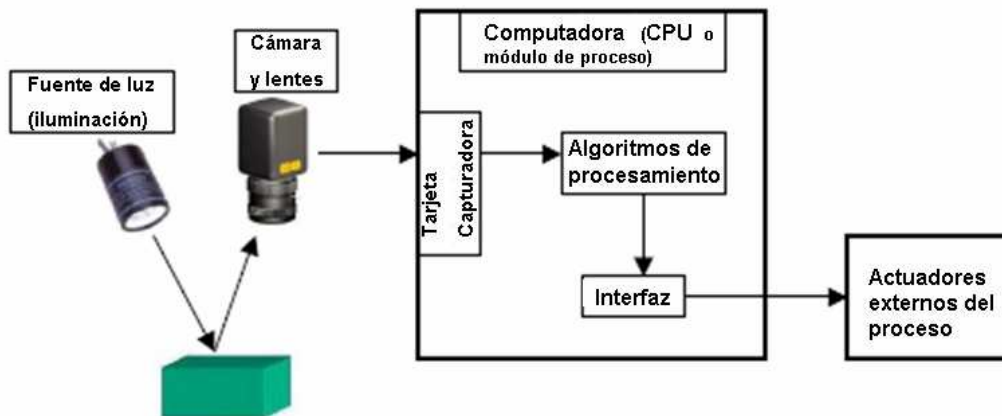 Fuente de luz
(iluminación)
Cámara
y lentes
Computadora (CPU o
módulo de proceso)
Tarjeta
Capturadora
Algoritmos de
procesamiento
Interfaz
Actuadores
externos del
proceso